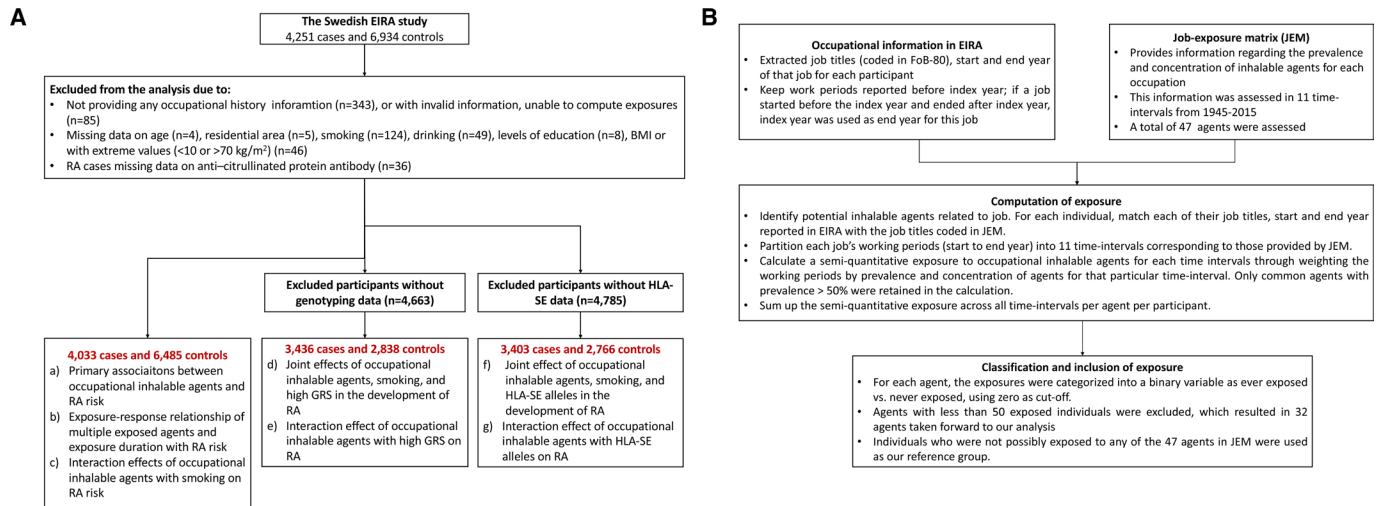 A
The Swedish EIRA study
4,251 cases and 6,934 controls
Excluded from the analysis due to:
• Not providing any occupational history inforamtion (n=343), or with invalid information, unable to compute exposures
(n=85)
• Missing data on age (n=4), residential area (n=5), smoking (n=124), drinking (n=49), levels of education (n=8), BMI or
with extreme values (<10 or >70 kg/m²) (n=46)
• RA cases missing data on anti–citrullinated protein antibody (n=36)
Excluded participants without
genotyping data (n=4,663)
Excluded participants without HLA-
SE data (n=4,785)
4,033 cases and 6,485 controls
a) Primary associaitons between
occupational inhalable agents and
RA risk
b) Exposure-response relationship of
multiple exposed agents and
exposure duration with RA risk
c) Interaction effects of occupational
inhalable agents with smoking on
RA risk
3,436 cases and 2,838 controls
d) Joint effects of occupational
inhalable agents, smoking, and
high GRS in the development of
RA
e) Interaction effect of occupational
inhalable agents with high GRS on
RA
3,403 cases and 2,766 controls
f) Joint effect of occupational
inhalable agents, smoking, and
HLA-SE alleles in the
development of RA
g) Interaction effect of occupational
inhalable agents with HLA-SE
alleles on RA
B
Occupational information in EIRA
• Extracted job titles (coded in FoB-80), start and end year
of that job for each participant
• Keep work periods reported before index year; if a job
started before the index year and ended after index year,
index year was used as end year for this job
Job-exposure matrix (JEM)
• Provides information regarding the prevalence
and concentration of inhalable agents for each
occupation
• This information was assessed in 11 time-
intervals from 1945-2015
• A total of 47 agents were assessed
Computation of exposure
• Identify potential inhalable agents related to job. For each individual, match each of their job titles, start and end year
reported in EIRA with the job titles coded in JEM.
• Partition each job's working periods (start to end year) into 11 time-intervals corresponding to those provided by JEM.
• Calculate a semi-quantitative exposure to occupational inhalable agents for each time intervals through weighting the
working periods by prevalence and concentration of agents for that particular time-interval. Only common agents with
prevalence > 50% were retained in the calculation.
• Sum up the semi-quantitative exposure across all time-intervals per agent per participant.
Classification and inclusion of exposure
• For each agent, the exposures were categorized into a binary variable as ever exposed
vs. never exposed, using zero as cut-off.
• Agents with less than 50 exposed individuals were excluded, which resulted in 32
agents taken forward to our analysis
• Individuals who were not possibly exposed to any of the 47 agents in JEM were used
as our reference group.